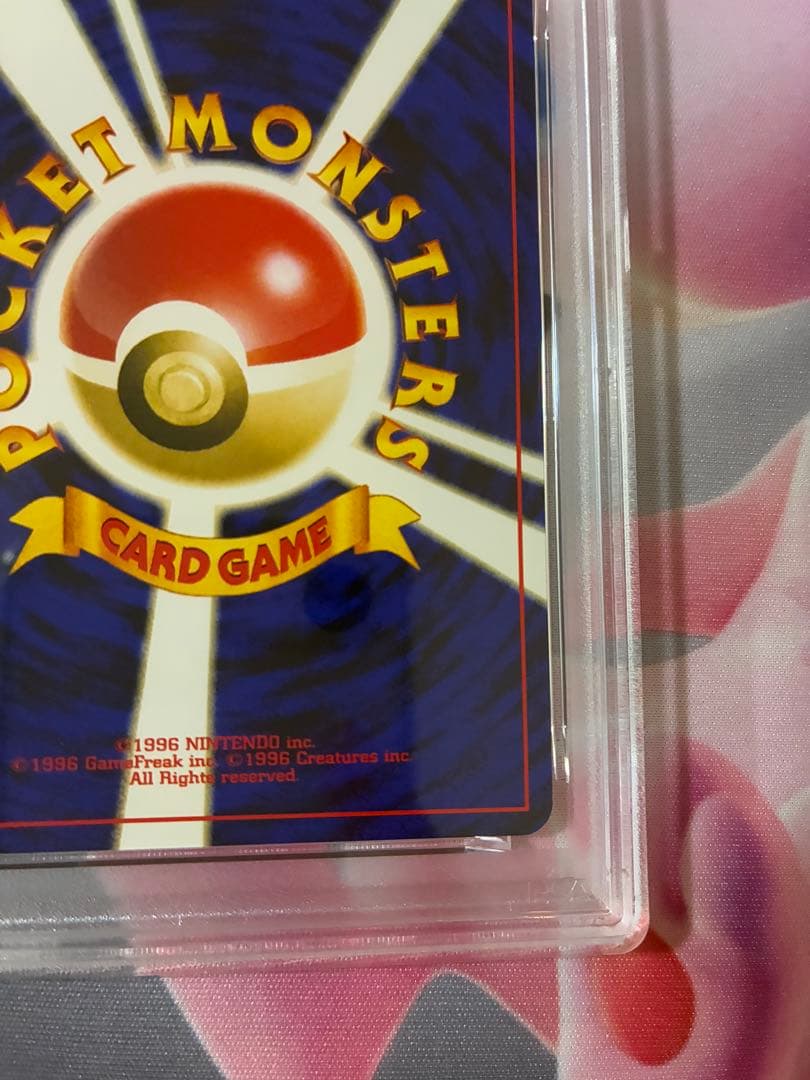 POCKET MONSTERS
CARD GAME
©1996 NINTENDO inc.
©1996 GameFreak inc. ©1996 Creatures inc.
All Rights reserved.